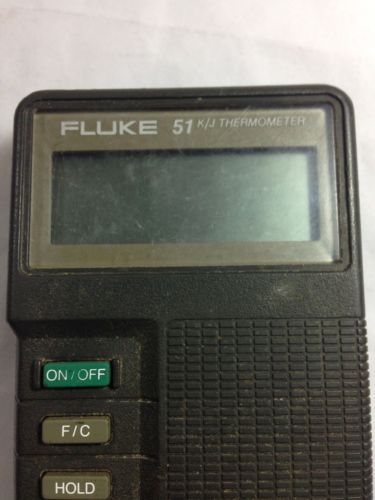 FLUKE 51 K/J THERMOMETER
ON/OFF
F/C
HOLD